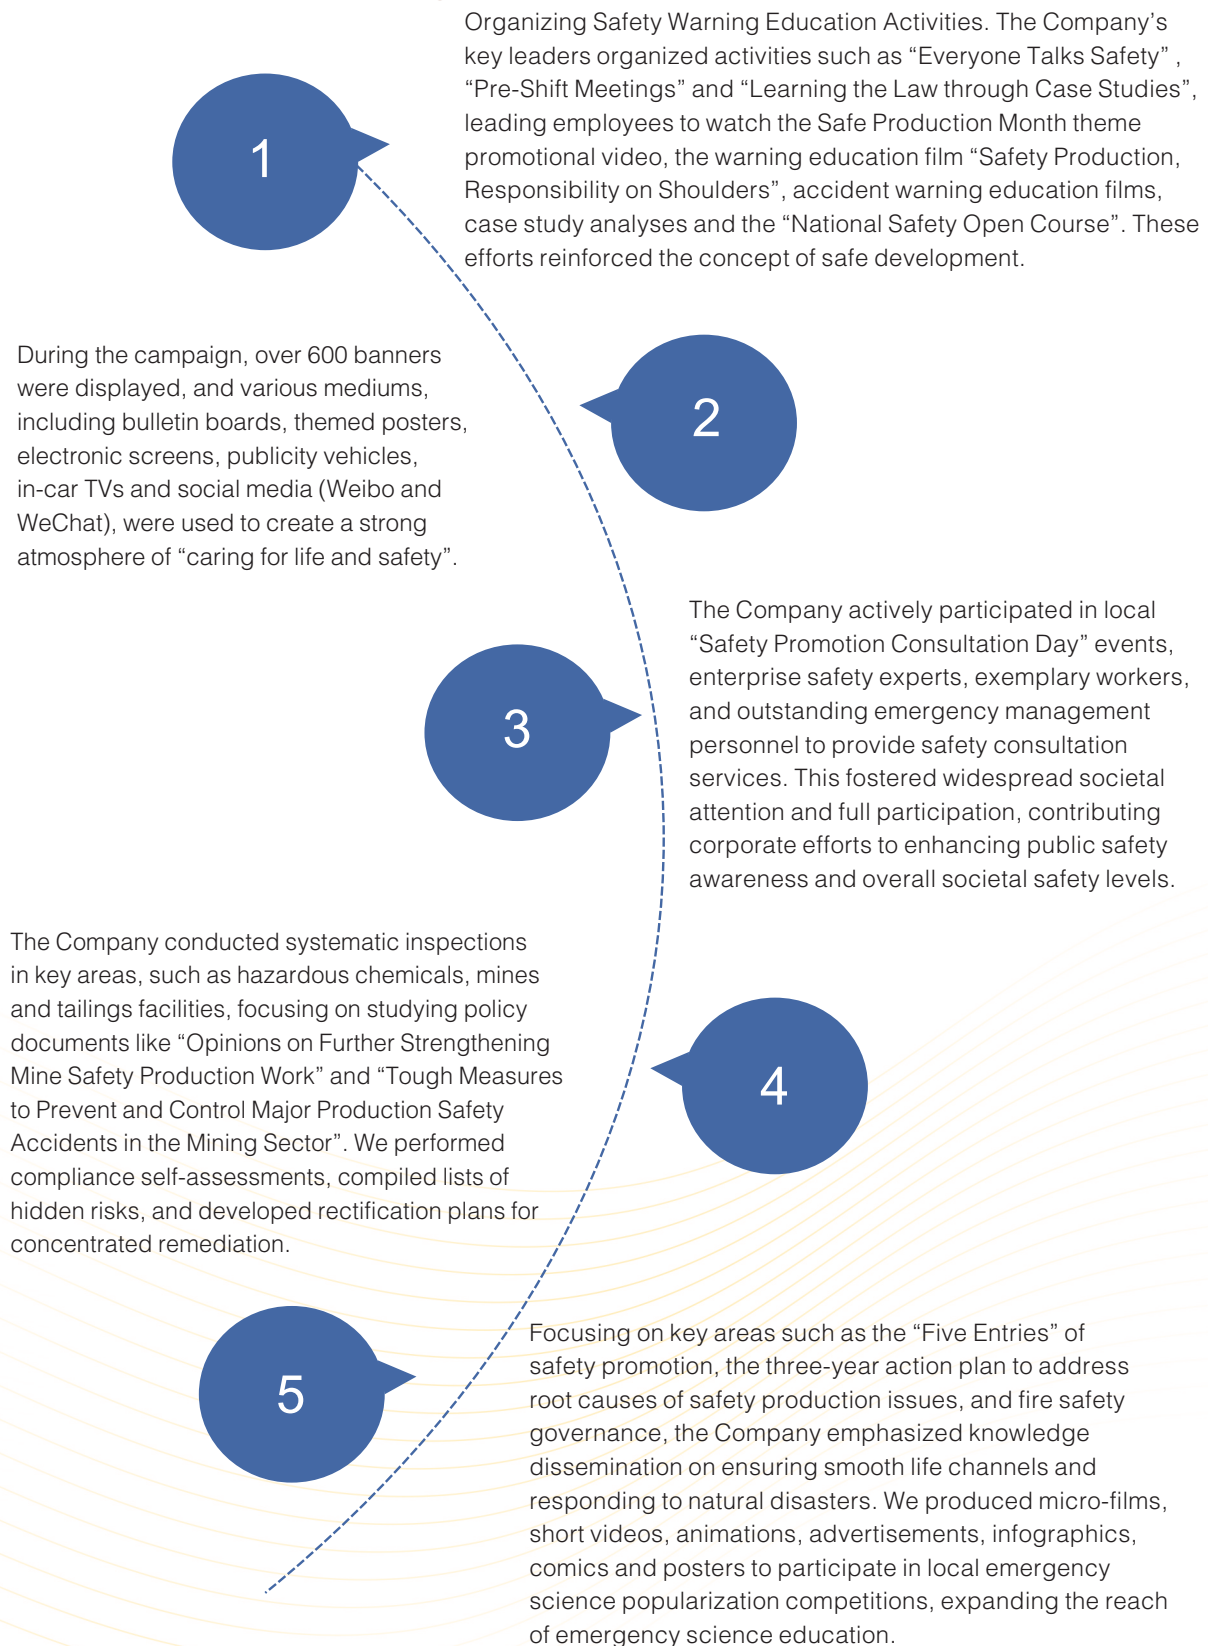 Organizing Safety Warning Education Activities. The Company’s
key leaders organized activities such as “Everyone Talks Safety” ,
“Pre-Shift Meetings” and “Learning the Law through Case Studies”,
leading employees to watch the Safe Production Month theme
promotional video, the warning education film “Safety Production,
Responsibility on Shoulders”, accident warning education films,
case study analyses and the “National Safety Open Course”. These
efforts reinforced the concept of safe development.
1
During the campaign, over 600 banners
were displayed, and various mediums,
including bulletin boards, themed posters,
electronic screens, publicity vehicles,
in-car TVs and social media (Weibo and
WeChat), were used to create a strong
atmosphere of “caring for life and safety”.
2
The Company actively participated in local
“Safety Promotion Consultation Day” events,
enterprise safety experts, exemplary workers,
and outstanding emergency management
personnel to provide safety consultation
services. This fostered widespread societal
attention and full participation, contributing
corporate efforts to enhancing public safety
awareness and overall societal safety levels.
3
The Company conducted systematic inspections
in key areas, such as hazardous chemicals, mines
and tailings facilities, focusing on studying policy
documents like “Opinions on Further Strengthening
Mine Safety Production Work” and “Tough Measures
to Prevent and Control Major Production Safety
Accidents in the Mining Sector”. We performed
compliance self-assessments, compiled lists of
hidden risks, and developed rectification plans for
concentrated remediation.
4
5
Focusing on key areas such as the “Five Entries” of
safety promotion, the three-year action plan to address
root causes of safety production issues, and fire safety
governance, the Company emphasized knowledge
dissemination on ensuring smooth life channels and
responding to natural disasters. We produced micro-films,
short videos, animations, advertisements, infographics,
comics and posters to participate in local emergency
science popularization competitions, expanding the reach
of emergency science education.